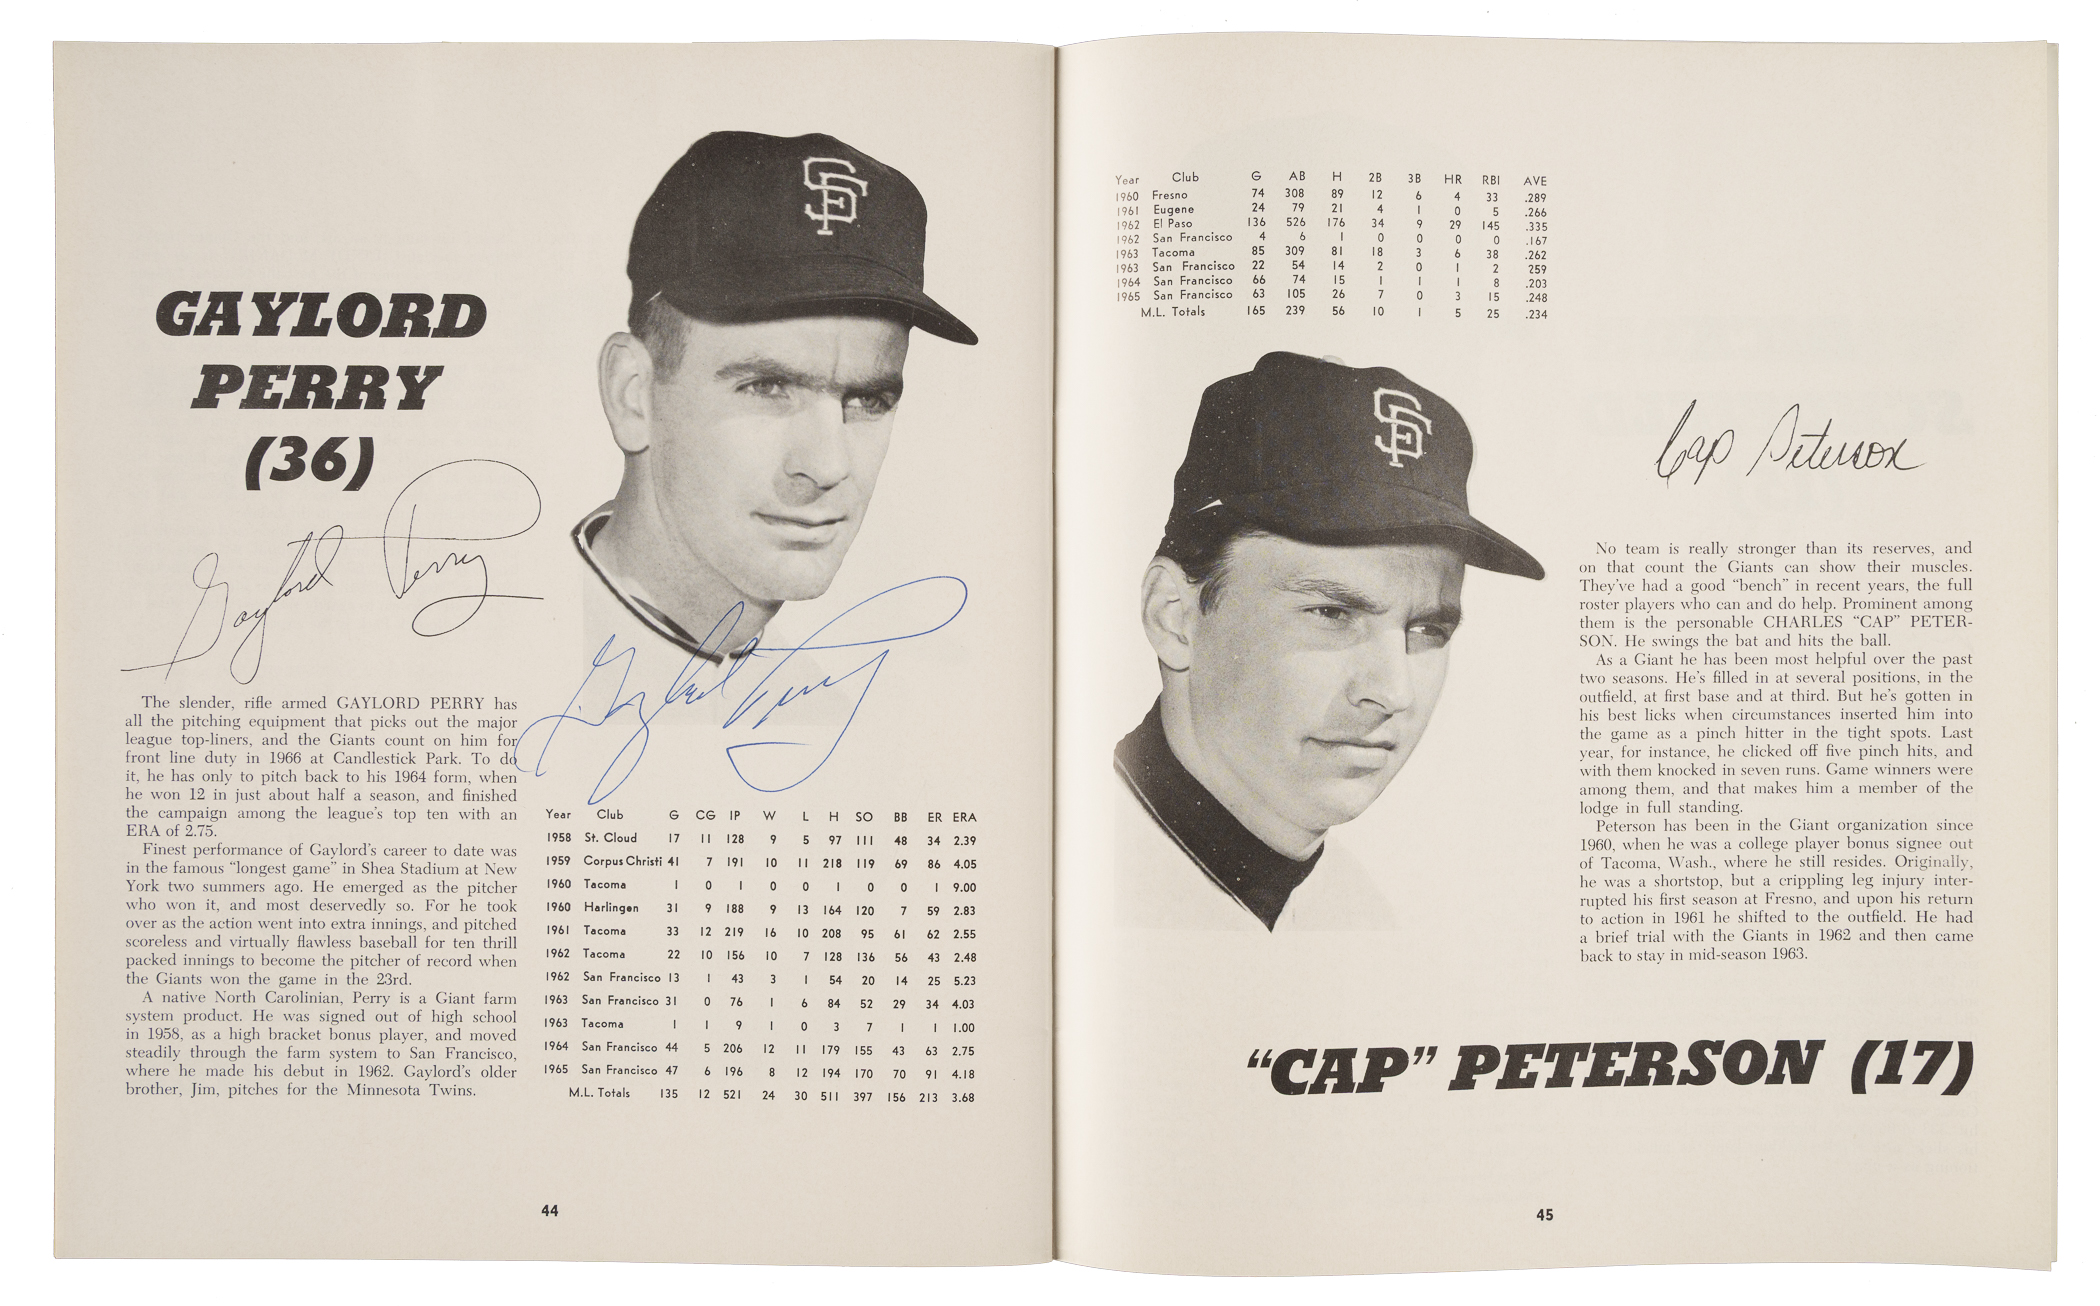 GAYLORD
PERRY
(36)
SF
Gaylord Perry
Gaylord Perry
The slender, rifle armed GAYLORD PERRY has
all the pitching equipment that picks out the major
league top-liners, and the Giants count on him for
front line duty in 1966 at Candlestick Park. To do
it, he has only to pitch back to his 1964 form, when
he won 12 in just about half a season, and finished
the campaign among the league's top ten with an
ERA of 2.75.
Finest performance of Gaylord's career to date was
in the famous "longest game" in Shea Stadium at New
York two summers ago. He emerged as the pitcher
who won it, and most deservedly so. For he took
over as the action went into extra innings, and pitched
scoreless and virtually flawless baseball for ten thrill
packed innings to become the pitcher of record when
the Giants won the game in the 23rd.
A native North Carolinian, Perry is a Giant farm
system product. He was signed out of high school
in 1958, as a high bracket bonus player, and moved
steadily through the farm system to San Francisco,
where he made his debut in 1962. Gaylord's older
brother, Jim, pitches for the Minnesota Twins.
Year Club G CG IP W L H SO BB ER ERA
1958 St. Cloud 17 11 128 9 5 97 111 48 34 2.39
1959 Corpus Christi 41 7 191 10 11 218 119 69 86 4.05
1960 Tacoma 1 0 1 0 0 1 0 0 1 9.00
1960 Harlingen 31 9 188 9 13 164 120 7 59 2.83
1961 Tacoma 33 12 219 16 10 208 95 61 62 2.55
1962 Tacoma 22 10 156 10 7 128 136 56 43 2.48
1962 San Francisco 13 1 43 3 1 54 20 14 25 5.23
1963 San Francisco 31 0 76 1 6 84 52 29 34 4.03
1963 Tacoma 1 1 9 1 0 3 7 1 1 1.00
1964 San Francisco 44 5 206 12 11 179 155 43 63 2.75
1965 San Francisco 47 6 196 8 12 194 170 70 91 4.18
M.L. Totals 135 12 521 24 30 511 397 156 213 3.68
44
Year Club G AB H 2B 3B HR RBI AVE
1960 Fresno 74 308 89 12 6 4 33 .289
1961 Eugene 24 79 21 4 1 0 5 .266
1962 El Paso 136 526 176 34 9 29 145 .335
1962 San Francisco 4 6 1 0 0 0 0 .167
1963 Tacoma 85 309 81 18 3 6 38 .262
1963 San Francisco 22 54 14 2 0 1 2 259
1964 San Francisco 66 74 15 1 1 1 8 .203
1965 San Francisco 63 105 26 7 0 3 15 .248
M.L. Totals 165 239 56 10 1 5 25 .234
SF
Cap Peterson
No team is really stronger than its reserves, and
on that count the Giants can show their muscles.
They've had a good "bench" in recent years, the full
roster players who can and do help. Prominent among
them is the personable CHARLES "CAP" PETER-
SON. He swings the bat and hits the ball.
As a Giant he has been most helpful over the past
two seasons. He's filled in at several positions, in the
outfield, at first base and at third. But he's gotten in
his best licks when circumstances inserted him into
the game as a pinch hitter in the tight spots. Last
year, for instance, he clicked off five pinch hits, and
with them knocked in seven runs. Game winners were
among them, and that makes him a member of the
lodge in full standing.
Peterson has been in the Giant organization since
1960, when he was a college player bonus signee out
of Tacoma, Wash., where he still resides. Originally,
he was a shortstop, but a crippling leg injury inter-
rupted his first season at Fresno, and upon his return
to action in 1961 he shifted to the outfield. He had
a brief trial with the Giants in 1962 and then came
back to stay in mid-season 1963.
"CAP" PETERSON (17)
45